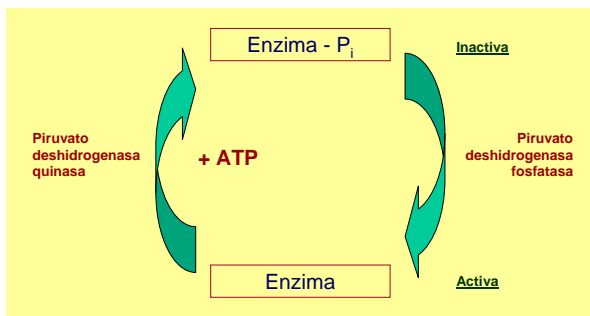 Enzima - Pi
Inactiva
Piruvato
deshidrogenasa
quinasa
+ ATP
Piruvato
deshidrogenasa
fosfatasa
Enzima
Activa